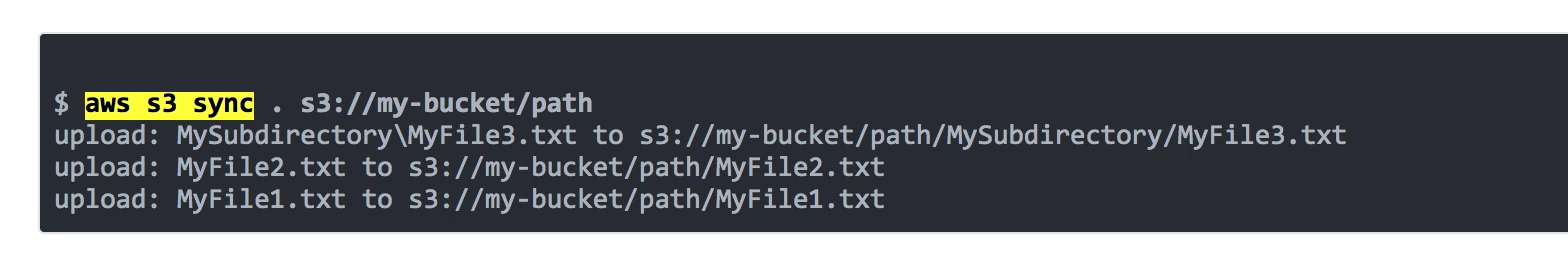 $ aws s3 sync . s3://my-bucket/path
upload: MySubdirectory\MyFile3.txt to s3://my-bucket/path/MySubdirectory/MyFile3.txt
upload: MyFile2.txt to s3://my-bucket/path/MyFile2.txt
upload: MyFile1.txt to s3://my-bucket/path/MyFile1.txt